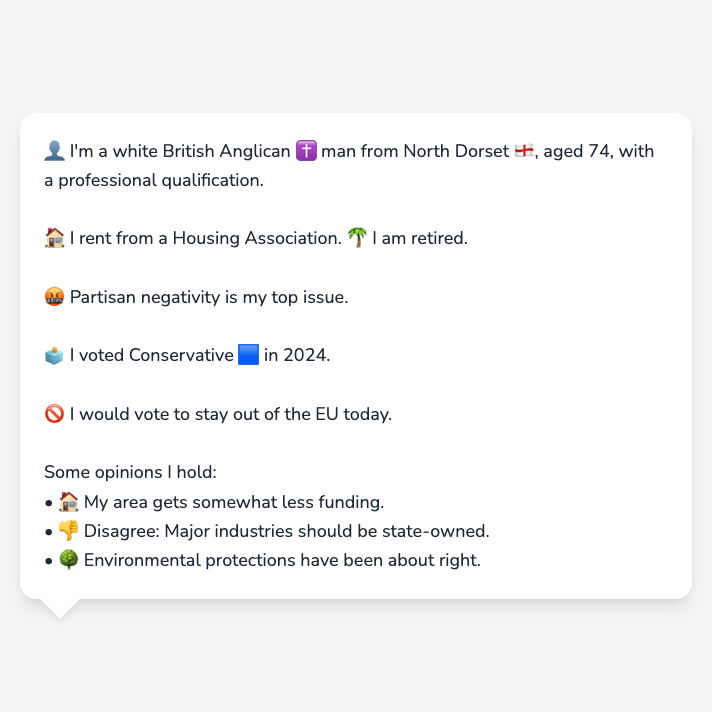 👤 I'm a white British Anglican ✝️ man from North Dorset 🏴󠁧󠁢󠁥󠁮󠁧󠁿, aged 74, with
a professional qualification.
🏠 I rent from a Housing Association. 🌴 I am retired.
🤬 Partisan negativity is my top issue.
🗳️ I voted Conservative 🟦 in 2024.
🚫 I would vote to stay out of the EU today.
Some opinions I hold:
• 🏠 My area gets somewhat less funding.
• 👎 Disagree: Major industries should be state-owned.
• 🌳 Environmental protections have been about right.